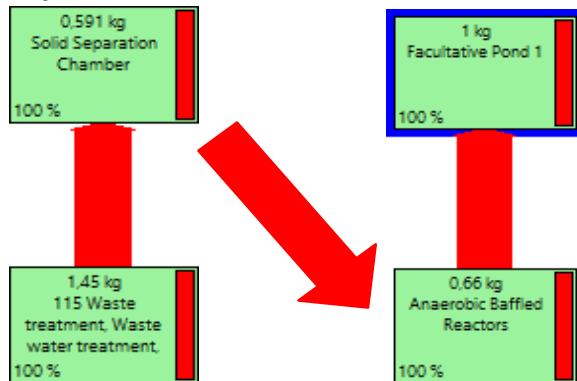 0,591 kg
Solid Separation
Chamber
100 %
1 kg
Facultative Pond 1
100 %
1,45 kg
115 Waste
treatment, Waste
water treatment,
100 %
0,66 kg
Anaerobic Baffled
Reactors
100 %